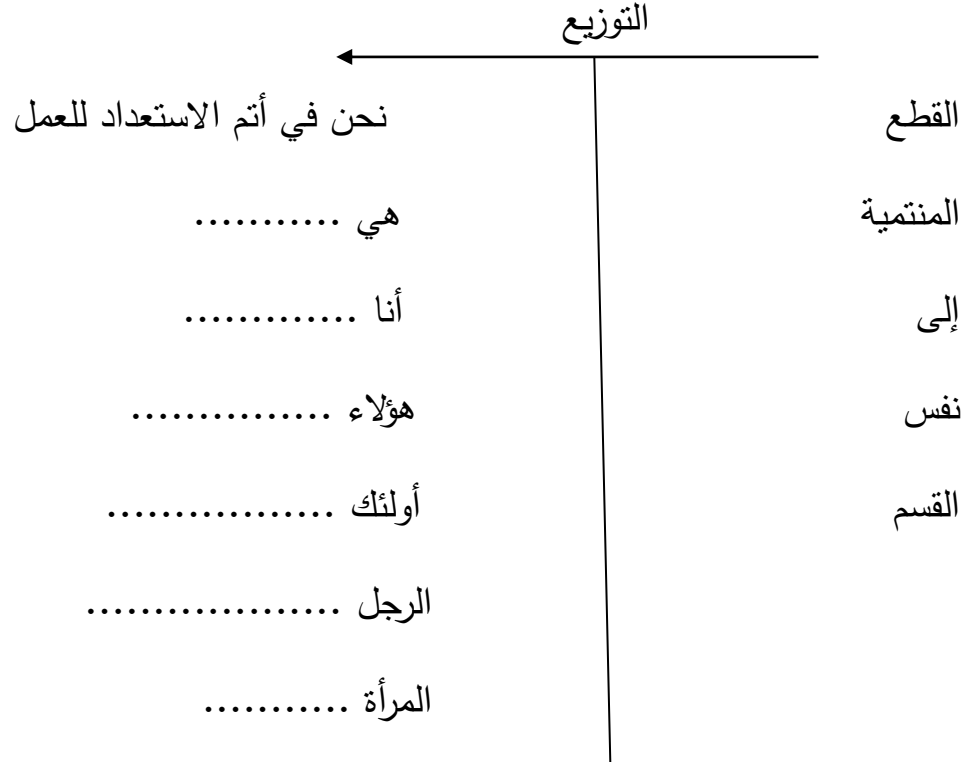 التوزيع
القطع نحن في أتم الاستعداد للعمل
المنتمية هي ...........
إلى أنا .............
نفس هؤلاء ...............
القسم أولئك .................
الرجل ...................
المرأة ...........